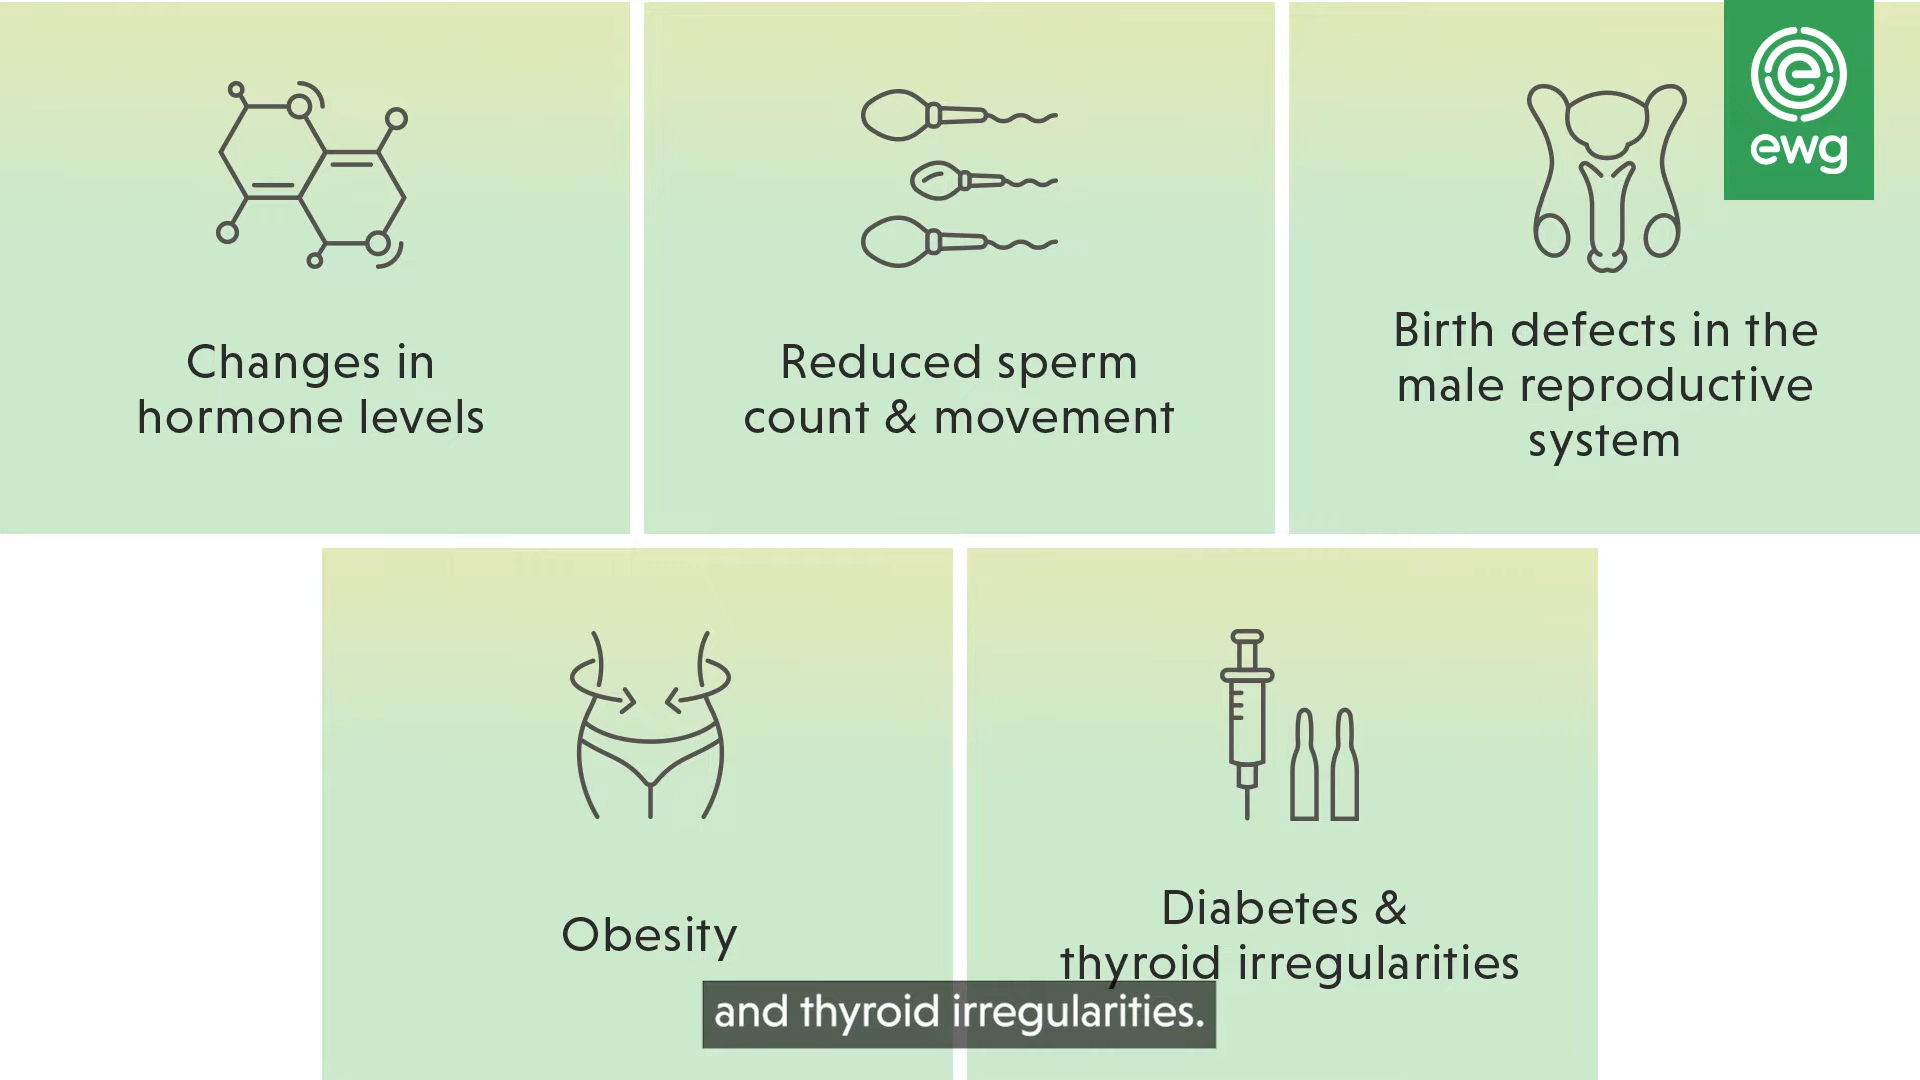 ewg
Changes in
hormone levels
Reduced sperm
count & movement
Birth defects in the
male reproductive
system
Obesity
Diabetes &
thyroid irregularities
and thyroid irregularities.